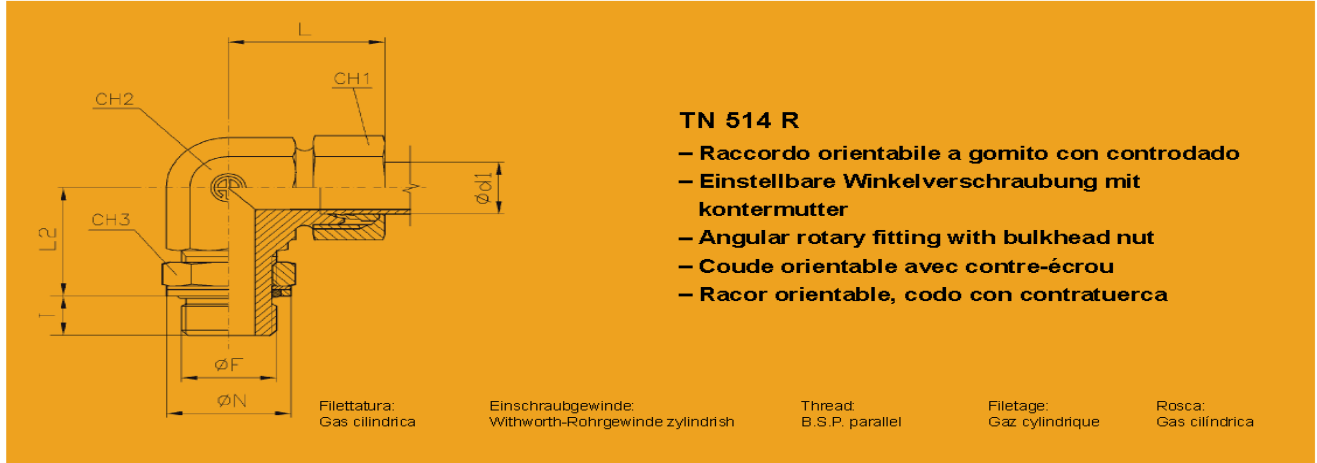 L
CH1
CH2
Ød1
CH3
L2
T
ØF
ØN
TN 514 R
– Raccordo orientabile a gomito con controdado
– Einstellbare Winkelverschraubung mit
kontermutter
– Angular rotary fitting with bulkhead nut
– Coude orientable avec contre-écrou
– Racor orientable, codo con contratuerca
Filettatura:
Gas cilindrica
Einschraubgewinde:
Withworth-Rohrgewinde zylindrish
Thread:
B.S.P. parallel
Filetage:
Gaz cylindrique
Rosca:
Gas cilíndrica